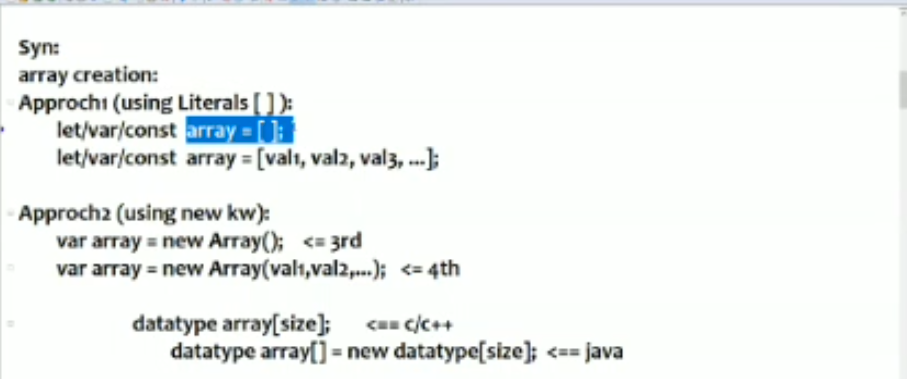 Syn:
array creation:
Approch1 (using Literals [ ] ):
let/var/const array = [ ];
let/var/const array = [val1, val2, val3, ...];
Approch2 (using new kw):
var array = new Array(); <= 3rd
var array = new Array(val1,val2,...); <= 4th
datatype array[size]; <== c/c++
datatype array[] = new datatype[size]; <== java